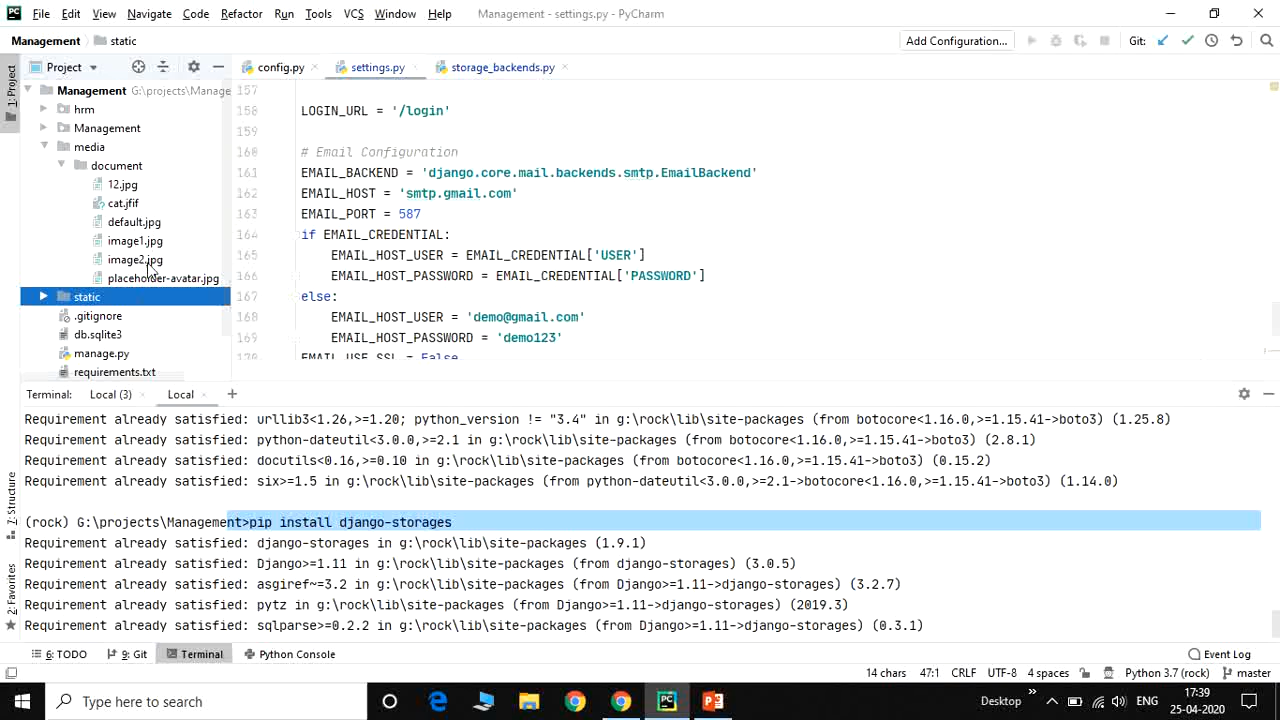 PC File Edit View Navigate Code Refactor Run Tools VCS Window Help Management - settings.py - PyCharm
Management static Add Configuration... Git:
Project config.py settings.py storage_backends.py
1: Project
Management G:\projects\Manage
hrm
Management
media
document
12.jpg
cat.jfif
default.jpg
image1.jpg
image2.jpg
placeholder-avatar.jpg
static
.gitignore
db.sqlite3
manage.py
requirements.txt
157
158 LOGIN_URL = '/login'
159
160 # Email Configuration
161 EMAIL_BACKEND = 'django.core.mail.backends.smtp.EmailBackend'
162 EMAIL_HOST = 'smtp.gmail.com'
163 EMAIL_PORT = 587
164 if EMAIL_CREDENTIAL:
165 EMAIL_HOST_USER = EMAIL_CREDENTIAL['USER']
166 EMAIL_HOST_PASSWORD = EMAIL_CREDENTIAL['PASSWORD']
167 else:
168 EMAIL_HOST_USER = 'demo@gmail.com'
169 EMAIL_HOST_PASSWORD = 'demo123'
170 EMAIL_USE_SSL = False
Terminal: Local (3) Local
Requirement already satisfied: urllib3<1.26,>=1.20; python_version != "3.4" in g:\rock\lib\site-packages (from botocore<1.16.0,>=1.15.41->boto3) (1.25.8)
Requirement already satisfied: python-dateutil<3.0.0,>=2.1 in g:\rock\lib\site-packages (from botocore<1.16.0,>=1.15.41->boto3) (2.8.1)
Requirement already satisfied: docutils<0.16,>=0.10 in g:\rock\lib\site-packages (from botocore<1.16.0,>=1.15.41->boto3) (0.15.2)
Requirement already satisfied: six>=1.5 in g:\rock\lib\site-packages (from python-dateutil<3.0.0,>=2.1->botocore<1.16.0,>=1.15.41->boto3) (1.14.0)
(rock) G:\projects\Management>pip install django-storages
Requirement already satisfied: django-storages in g:\rock\lib\site-packages (1.9.1)
Requirement already satisfied: Django>=1.11 in g:\rock\lib\site-packages (from django-storages) (3.0.5)
Requirement already satisfied: asgiref~=3.2 in g:\rock\lib\site-packages (from Django>=1.11->django-storages) (3.2.7)
Requirement already satisfied: pytz in g:\rock\lib\site-packages (from Django>=1.11->django-storages) (2019.3)
Requirement already satisfied: sqlparse>=0.2.2 in g:\rock\lib\site-packages (from Django>=1.11->django-storages) (0.3.1)
7: Structure
2: Favorites
6: TODO 9: Git Terminal Python Console Event Log
14 chars 47:1 CRLF UTF-8 4 spaces Python 3.7 (rock) master
Type here to search Desktop ENG 17:39
25-04-2020